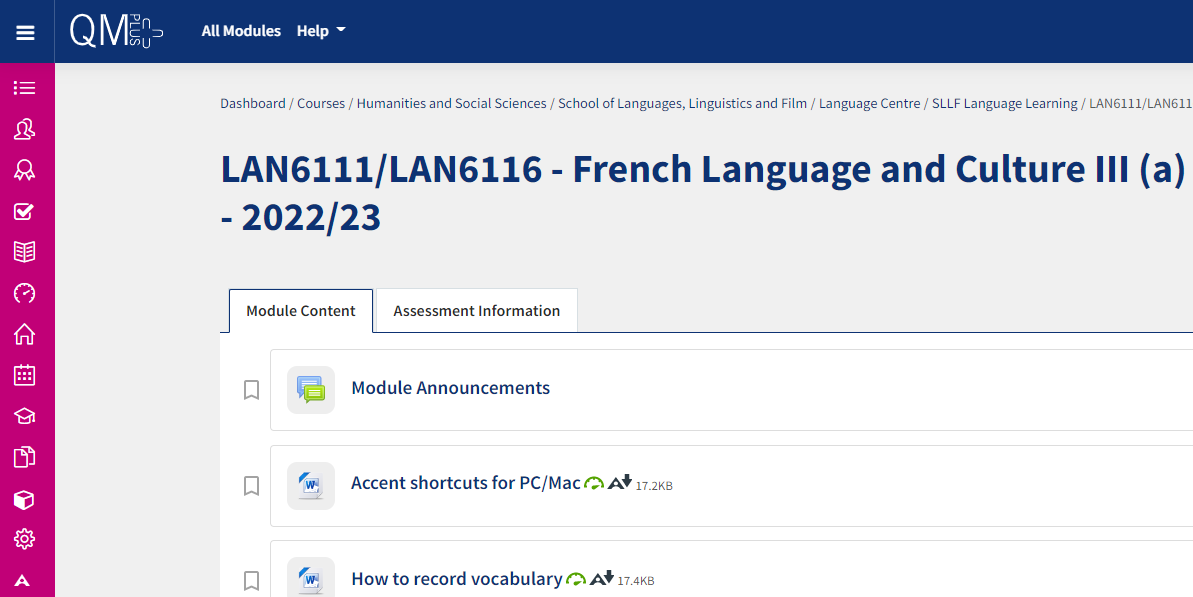 QM PLUS
All Modules Help
Dashboard / Courses / Humanities and Social Sciences / School of Languages, Linguistics and Film / Language Centre / SLLF Language Learning / LAN6111/LAN611
LAN6111/LAN6116 - French Language and Culture III (a)
- 2022/23
Module Content Assessment Information
Module Announcements
Accent shortcuts for PC/Mac 17.2KB
How to record vocabulary 17.4KB